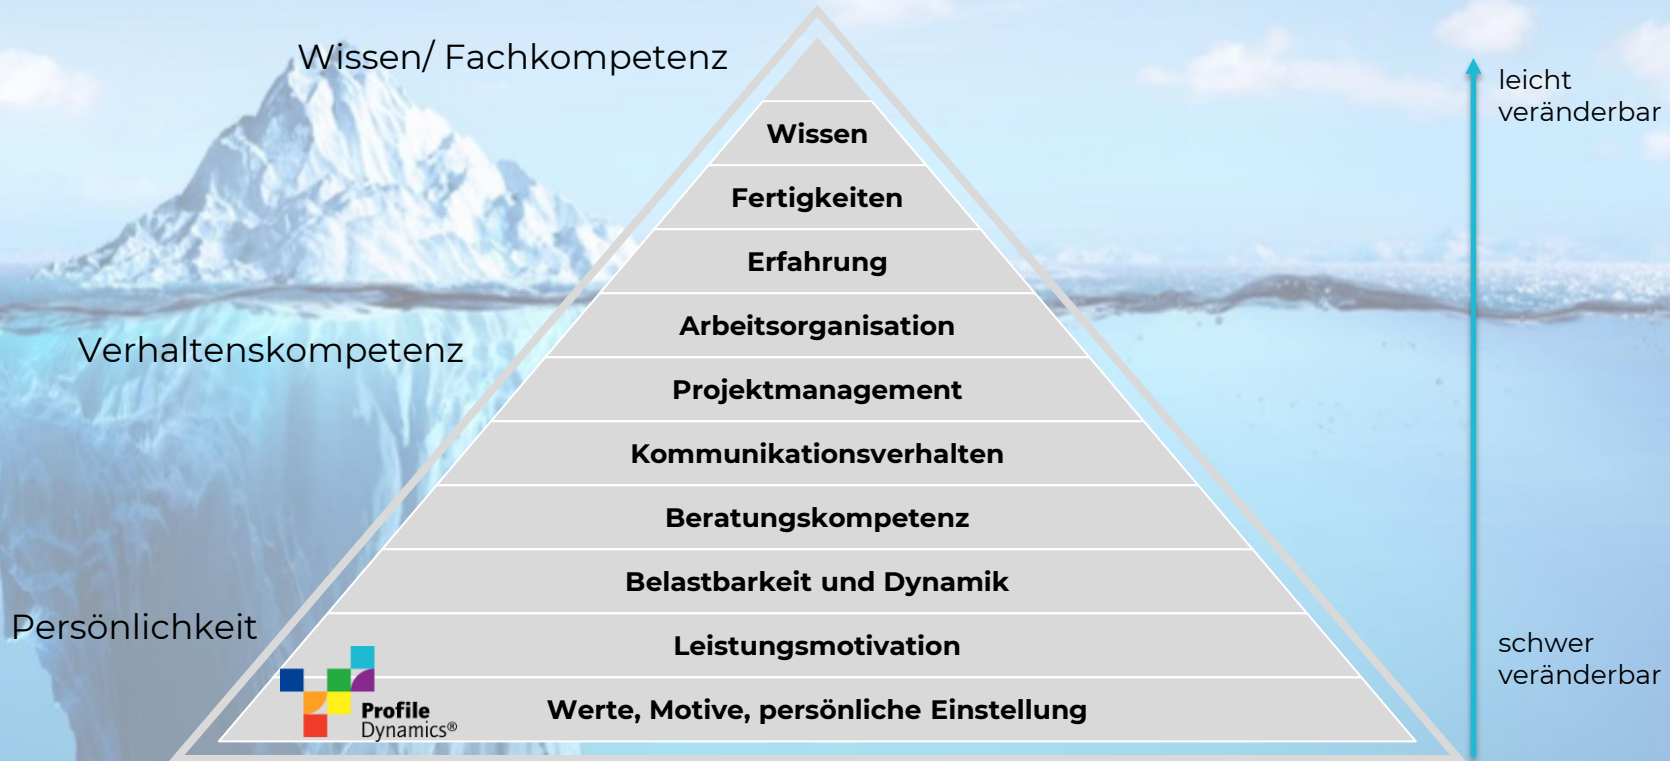 Wissen/ Fachkompetenz
leicht
veränderbar
Wissen
Fertigkeiten
Erfahrung
Arbeitsorganisation
Verhaltenskompetenz
Projektmanagement
Kommunikationsverhalten
Beratungskompetenz
Belastbarkeit und Dynamik
Persönlichkeit
Leistungsmotivation
schwer
veränderbar
Profile
Dynamics®
Werte, Motive, persönliche Einstellung